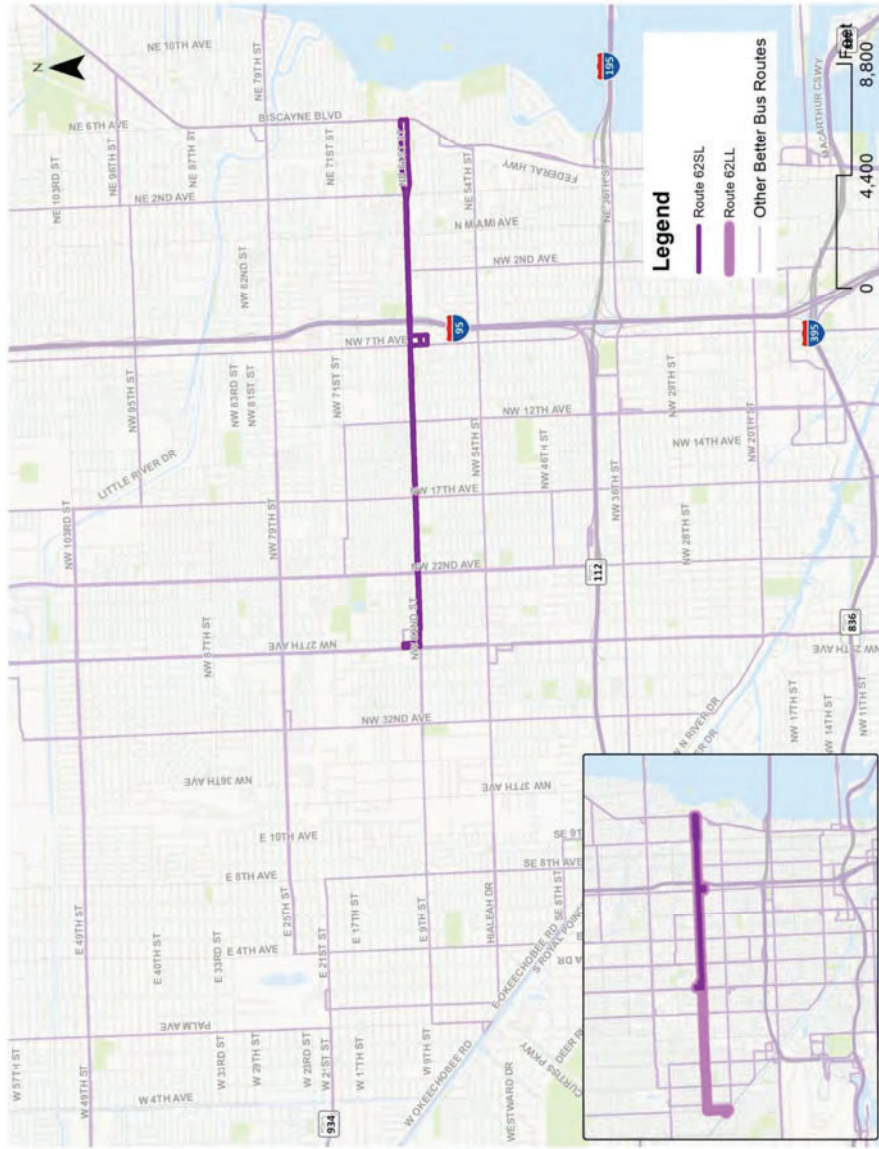 N
NE 10TH AVE
NE 6TH AVE
NE 103RD ST
NE 96TH ST
NE 87TH ST
NE 79TH ST
NE 71ST ST
BISCAYNE BLVD
NE 2ND AVE
NE 54TH ST
FEDERAL HWY
NE 36TH ST
195
MACARTHUR CSWY
N MIAMI AVE
NW 2ND AVE
NW 62ND ST
NW 7TH AVE
95
395
NW 95TH ST
NW 83RD ST
NW 81ST ST
NW 71ST ST
LITTLE RIVER DR
NW 12TH AVE
NW 29TH ST
NW 14TH AVE
NW 20TH ST
NW 54TH ST
NW 46TH ST
NW 103RD ST
NW 79TH ST
NW 17TH AVE
NW 36TH ST
NW 28TH ST
NW 22ND AVE
112
NW 87TH ST
NW 27TH AVE
836
NW 32ND AVE
N RIVER DR
NW 17TH ST
NW 14TH ST
NW 11TH ST
NW 36TH AVE
NW 37TH AVE
E 10TH AVE
E 8TH AVE
SE 8TH AVE
E 49TH ST
E 40TH ST
E 33RD ST
E 25TH ST
E 21ST ST
E 17TH ST
E 9TH ST
HIALEAH DR
SE 8TH ST
E 4TH AVE
E OKEECHOBEE RD
PALM AVE
W 57TH ST
W 49TH ST
W 33RD ST
W 29TH ST
W 23RD ST
W 21ST ST
W 17TH ST
W 9TH ST
W 4TH AVE
934
W OKEECHOBEE RD
WESTWARD DR
CURTISS PKWY
Legend
Route 62SL
Route 62LL
Other Better Bus Routes
0 4,400 8,800
Feet